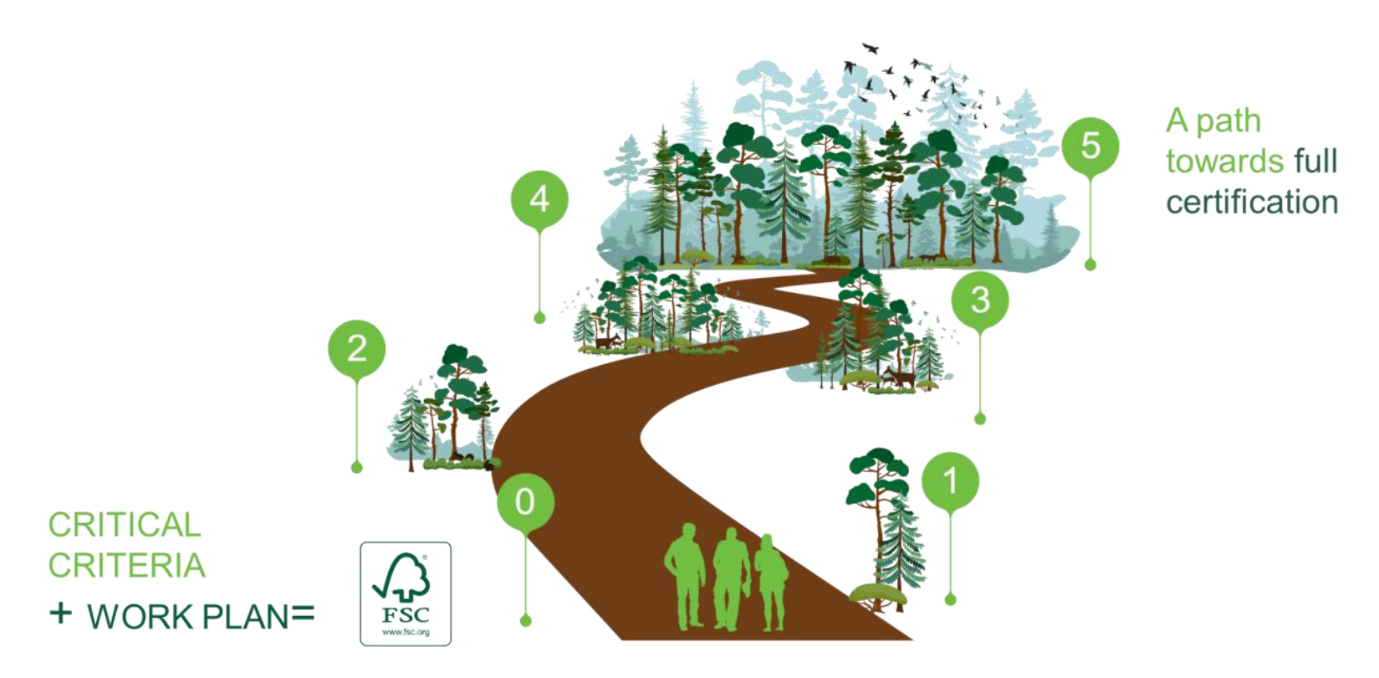 5
A path
towards full
certification
4
3
2
1
0
CRITICAL
CRITERIA
+ WORK PLAN=
®
FSC
www.fsc.org